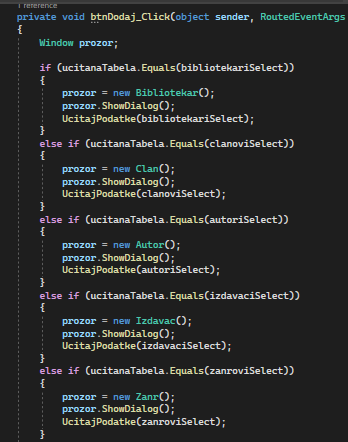 1 reference
private void btnDodaj_Click(object sender, RoutedEventArgs
{
Window prozor;
if (ucitanaTabela.Equals(bibliotekariSelect))
{
prozor = new Bibliotekar();
prozor.ShowDialog();
UcitajPodatke(bibliotekariSelect);
}
else if (ucitanaTabela.Equals(clanoviSelect))
{
prozor = new Clan();
prozor.ShowDialog();
UcitajPodatke(clanoviSelect);
}
else if (ucitanaTabela.Equals(autoriSelect))
{
prozor = new Autor();
prozor.ShowDialog();
UcitajPodatke(autoriSelect);
}
else if (ucitanaTabela.Equals(izdavaciSelect))
{
prozor = new Izdavac();
prozor.ShowDialog();
UcitajPodatke(izdavaciSelect);
}
else if (ucitanaTabela.Equals(zanroviSelect))
{
prozor = new Zanr();
prozor.ShowDialog();
UcitajPodatke(zanroviSelect);
}